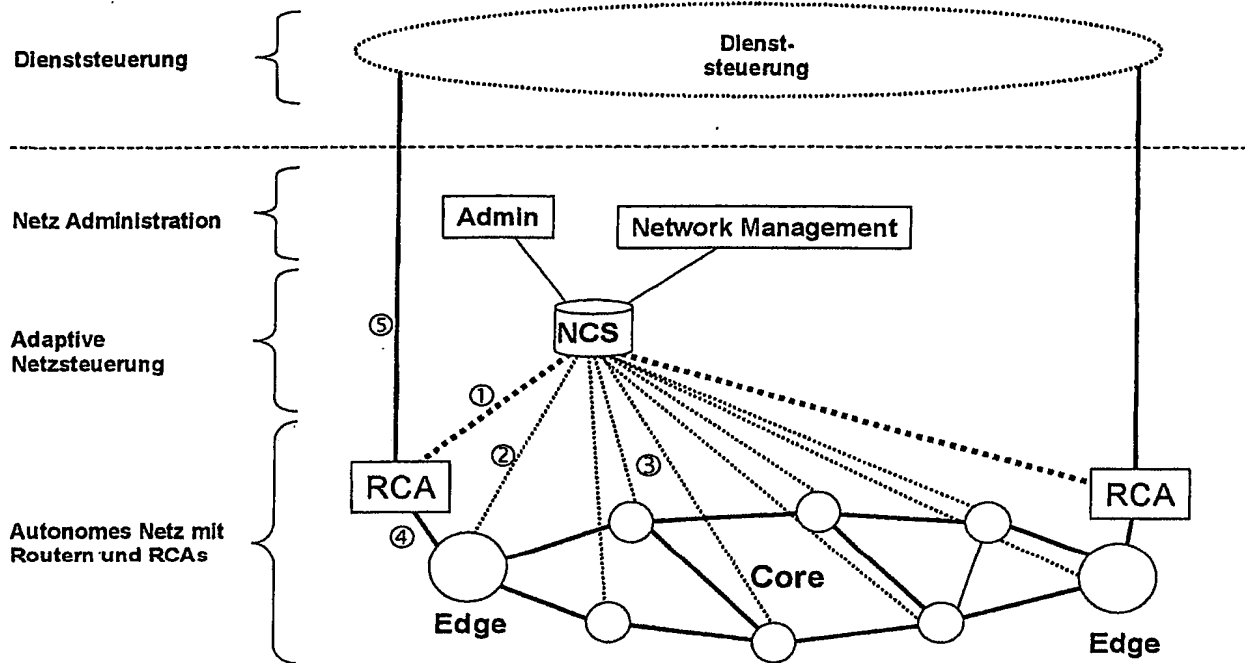 Dienststeuerung
Dienst-
steuerung
Netz Administration
Admin
Network Management
Adaptive
Netzsteuerung
⑤
NCS
①
②
③
RCA
RCA
④
Autonomes Netz mit
Routern und RCAs
Core
Edge
Edge